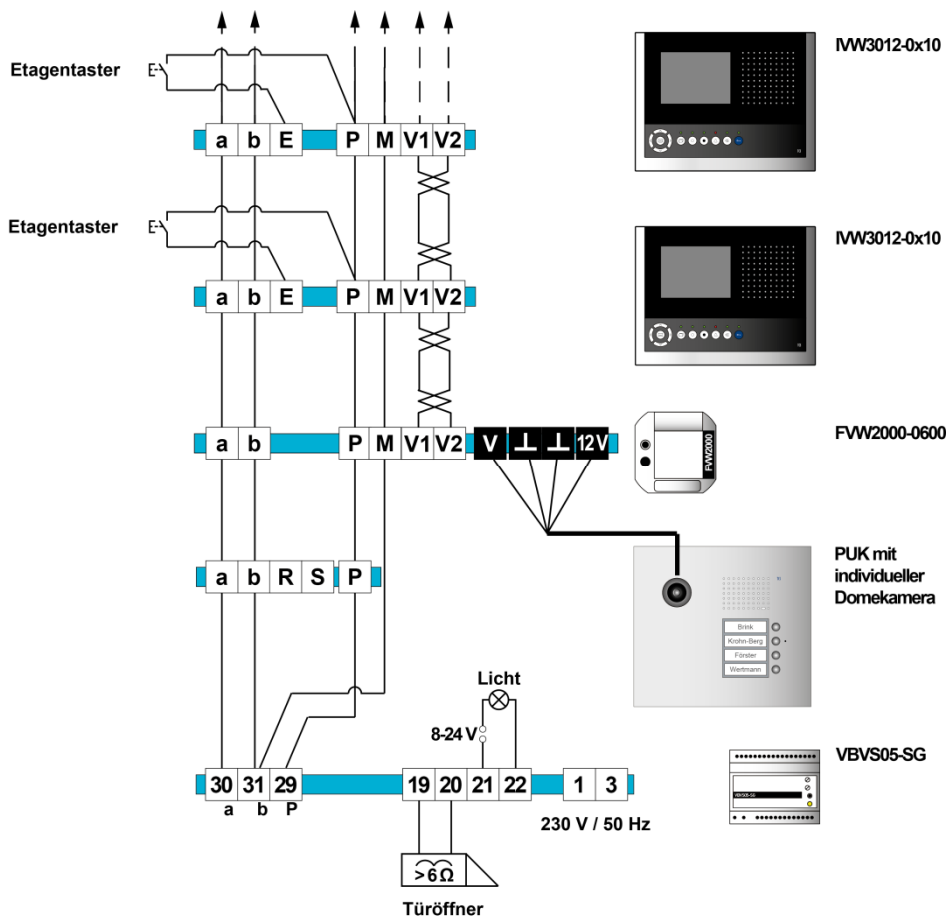 IVW3012-0x10
Etagentaster
a b E P M V1 V2
Etagentaster
IVW3012-0x10
a b E P M V1 V2
a b P M V1 V2 V ⊥ ⊥ 12V
FVW2000-0600
FVW2000
a b R S P
PUK mit
individueller
Domekamera
Brink
Krohn-Berg
Förster
Wertmann
Licht
8-24 V
30 31 29 19 20 21 22 1 3
a b P
230 V / 50 Hz
VBVS05-SG
VBVS05-SG
>6Ω
Türöffner